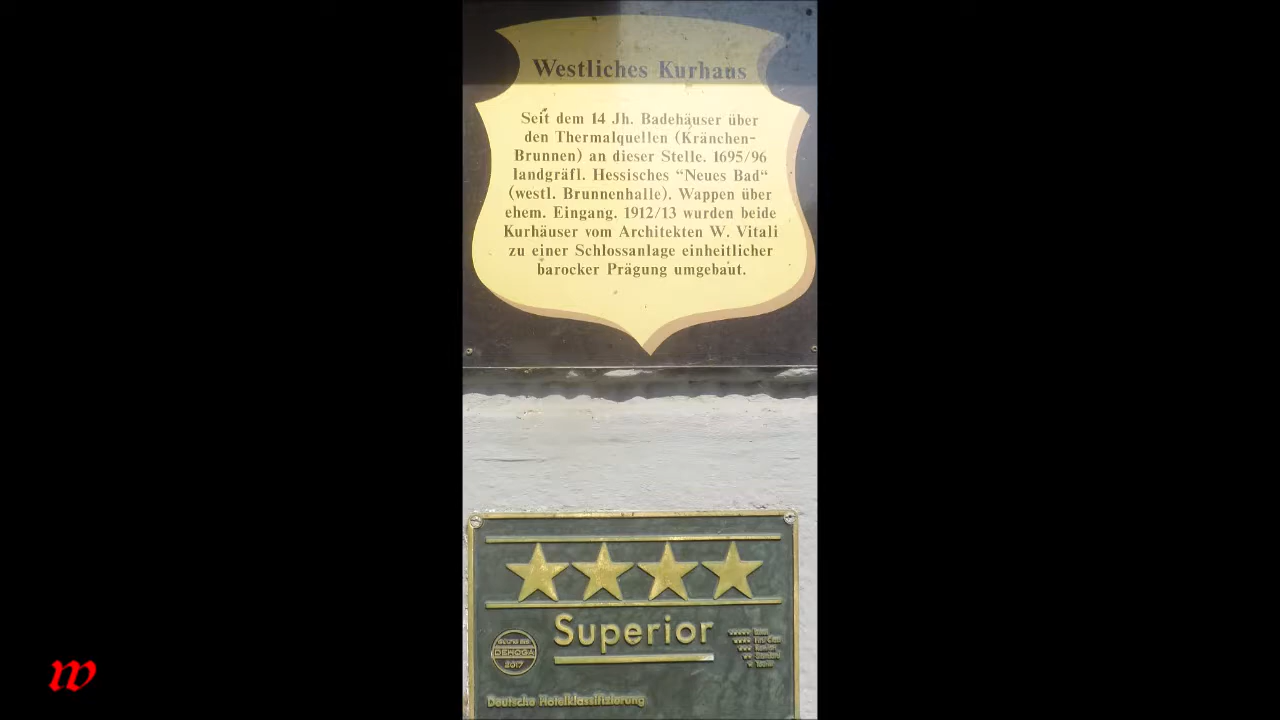 Westliches Kurhaus
Seit dem 14 Jh. Badehäuser über
den Thermalquellen (Kränchen-
Brunnen) an dieser Stelle. 1695/96
landgräfl. Hessisches “Neues Bad“
(westl. Brunnenhalle). Wappen über
ehem. Eingang. 1912/13 wurden beide
Kurhäuser vom Architekten W. Vitali
zu einer Schlossanlage einheitlicher
barocker Prägung umgebaut.
Superior
DEHOGA
2017
Deutsche Hotelklassifizierung
w